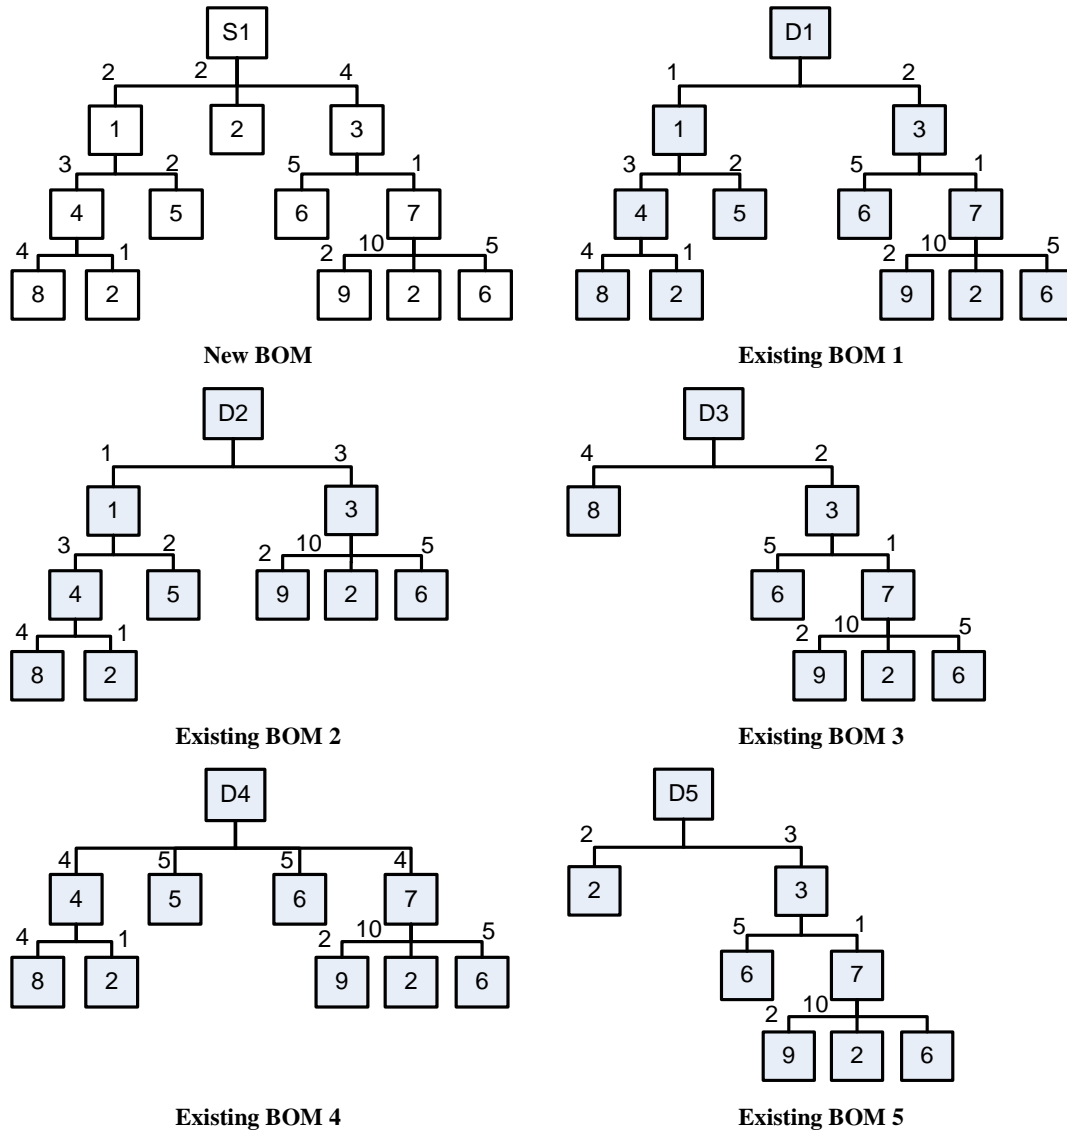 S1 D1
2 2 4 1 2
1 2 3 1 3
3 2 5 1 3 2 5 1
4 5 6 7 4 5 6 7
4 1 2 10 5 4 1 2 10 5
8 2 9 2 6 8 2 9 2 6
New BOM Existing BOM 1
D2 D3
1 3 4 2
1 3 8 3
3 2 2 10 5 5 1
4 5 9 2 6 6 7
4 1 2 10 5
8 2 9 2 6
Existing BOM 2 Existing BOM 3
D4 D5
4 5 5 4 2 3
4 5 6 7 2 3
4 1 2 10 5 5 1
8 2 9 2 6 6 7
2 10
9 2 6
Existing BOM 4 Existing BOM 5